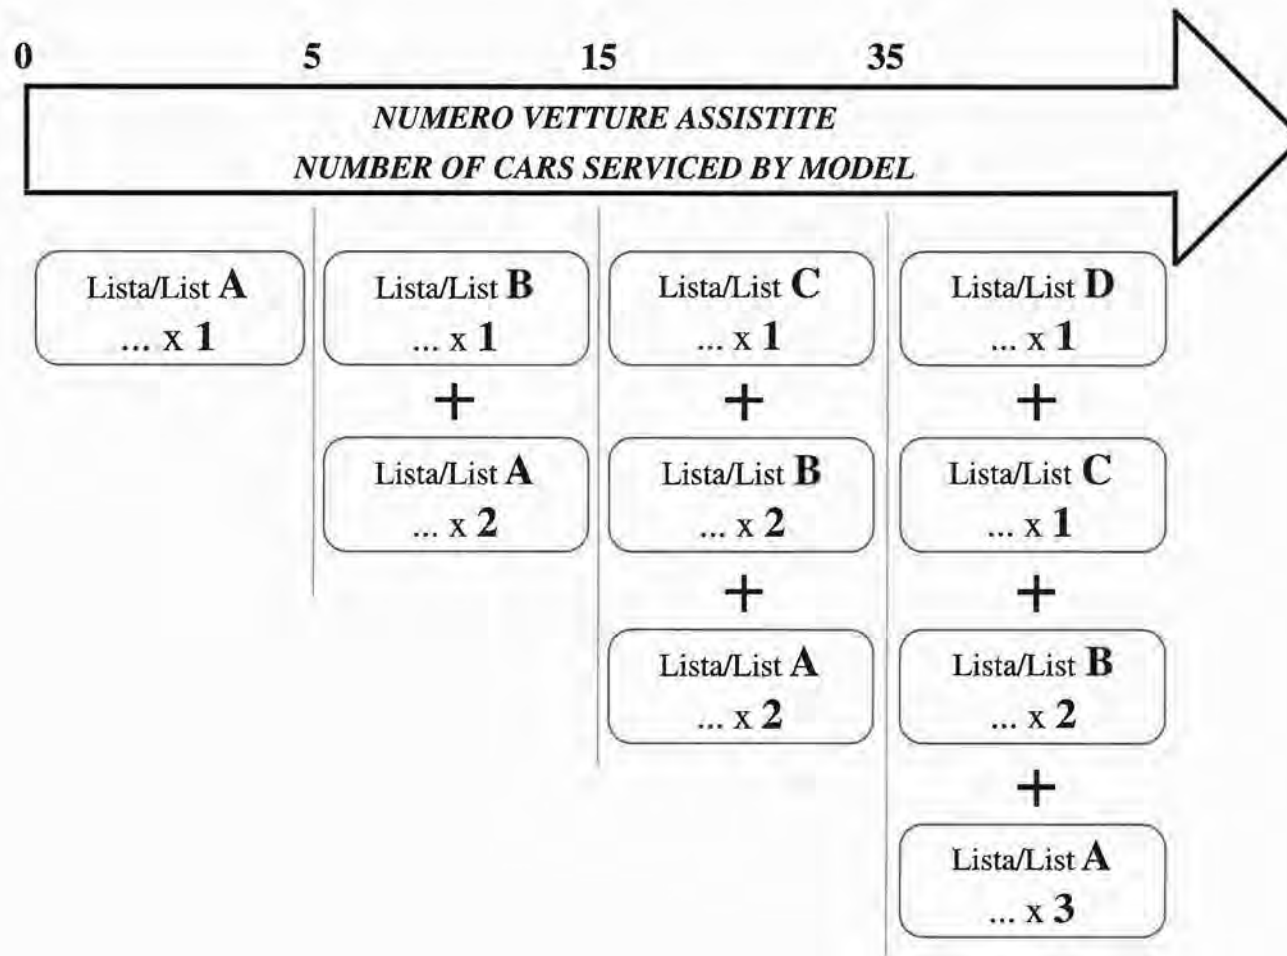 0 5 15 35
NUMERO VETTURE ASSISTITE
NUMBER OF CARS SERVICED BY MODEL
Lista/List A
... x 1
Lista/List B
... x 1
+
Lista/List A
... x 2
Lista/List C
... x 1
+
Lista/List B
... x 2
+
Lista/List A
... x 2
Lista/List D
... x 1
+
Lista/List C
... x 1
+
Lista/List B
... x 2
+
Lista/List A
... x 3